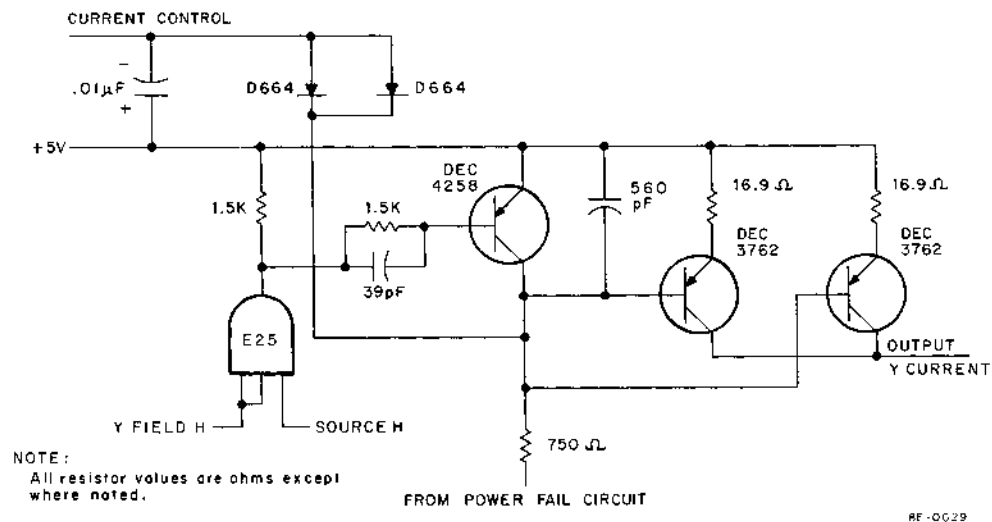 CURRENT CONTROL
-
.01µF
+
D664
D664
+5V
DEC
4258
560
pF
16.9 Ω
16.9 Ω
1.5K
1.5K
DEC
3762
DEC
3762
39pF
E25
OUTPUT
Y CURRENT
Y FIELD H
SOURCE H
750 Ω
NOTE:
All resistor values are ohms except
where noted.
FROM POWER FAIL CIRCUIT
8E-0029